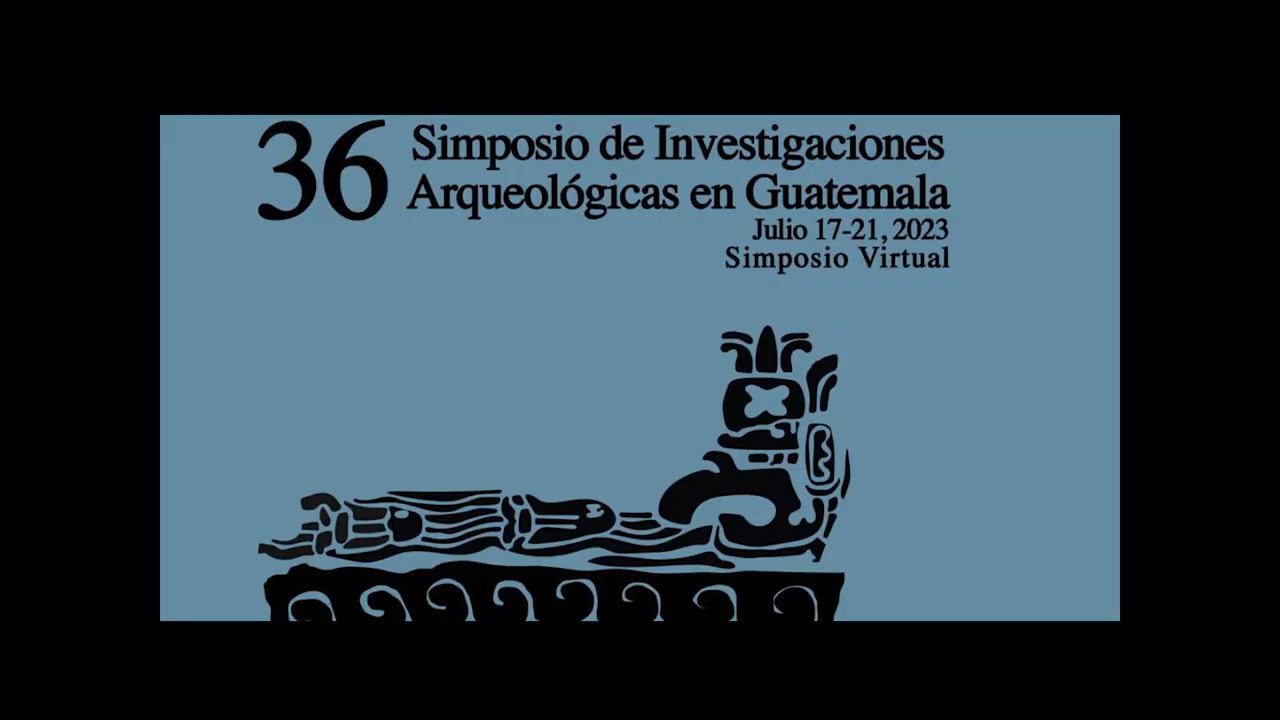 36 Simposio de Investigaciones
Arqueológicas en Guatemala
Julio 17-21, 2023
Simposio Virtual